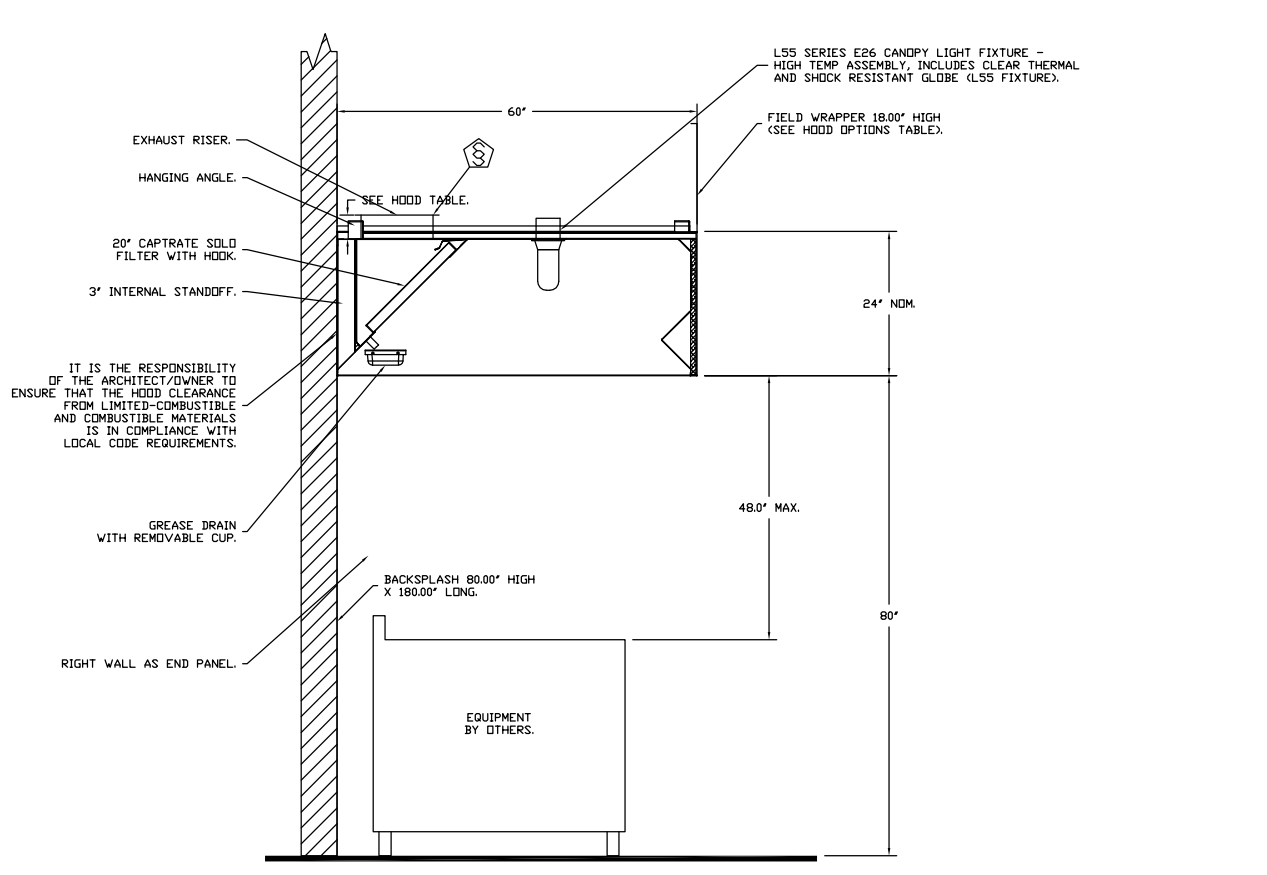 L55 SERIES E26 CANOPY LIGHT FIXTURE -
HIGH TEMP ASSEMBLY, INCLUDES CLEAR THERMAL
AND SHOCK RESISTANT GLOBE (L55 FIXTURE).
60"
FIELD WRAPPER 18.00" HIGH
(SEE HOOD OPTIONS TABLE).
EXHAUST RISER.
HANGING ANGLE.
SEE HOOD TABLE.
20" CAPTRATE SOLO
FILTER WITH HOOK.
3" INTERNAL STANDOFF.
24" NOM.
IT IS THE RESPONSIBILITY
OF THE ARCHITECT/OWNER TO
ENSURE THAT THE HOOD CLEARANCE
FROM LIMITED-COMBUSTIBLE
AND COMBUSTIBLE MATERIALS
IS IN COMPLIANCE WITH
LOCAL CODE REQUIREMENTS.
48.0" MAX.
GREASE DRAIN
WITH REMOVABLE CUP.
BACKSPLASH 80.00" HIGH
X 180.00" LONG.
80"
RIGHT WALL AS END PANEL.
EQUIPMENT
BY OTHERS.